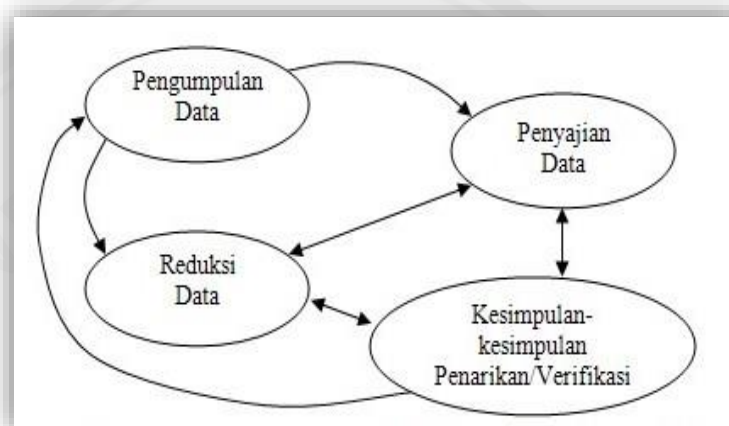 Pengumpulan
Data
Penyajian
Data
Reduksi
Data
Kesimpulan-
kesimpulan
Penarikan/Verifikasi